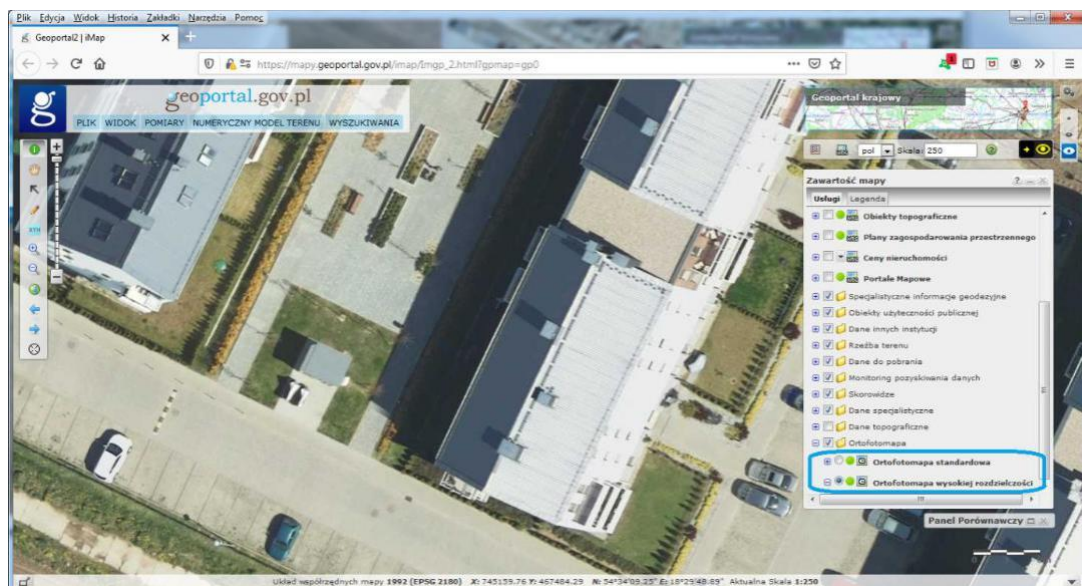 Plik Edycja Widok Historia Zakładki Narzędzia Pomoc
Geoportal2 | iMap
https://mapy.geoportal.gov.pl/imap/Imgp_2.html?gpmap=gp0
geoportal.gov.pl
PLIK WIDOK POMIARY NUMERYCZNY MODEL TERENU WYSZUKIWANIA
Geoportal krajowy
pol Skala: 250
Zawartość mapy
Usługi Legenda
Obiekty topograficzne
Plany zagospodarowania przestrzennego
Ceny nieruchomości
Portale Mapowe
Specjalistyczne informacje geodezyjne
Obiekty użyteczności publicznej
Dane innych instytucji
Rzeźba terenu
Dane do pobrania
Monitoring pozyskiwania danych
Skorowidze
Dane specjalistyczne
Dane topograficzne
Ortofotomapa
Ortofotomapa standardowa
Ortofotomapa wysokiej rozdzielczości
Panel Porównawczy
Układ współrzędnych mapy 1992 (EPSG 2180) X: 745159.76 Y: 467484.29 N: 54°34'09.25" E: 18°29'48.89" Aktualna Skala 1:250